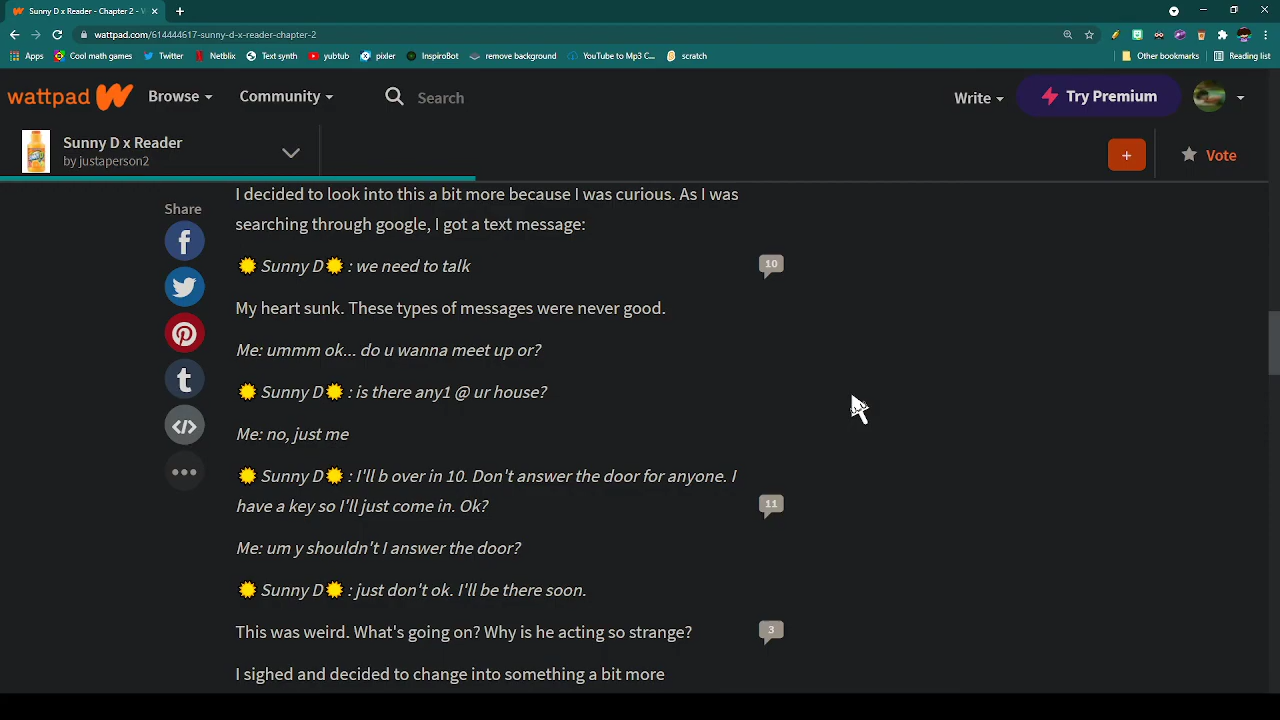 Sunny D x Reader - Chapter 2 - V
wattpad.com/614444617-sunny-d-x-reader-chapter-2
Apps Cool math games Twitter Netblix Text synth yubtub pixler InspiroBot remove background YouTube to Mp3 C... scratch Other bookmarks Reading list
wattpad Browse Community Search Write Try Premium
Sunny D x Reader
by justaperson2
+ Vote
Share
I decided to look into this a bit more because I was curious. As I was
searching through google, I got a text message:
Sunny D : we need to talk 10
My heart sunk. These types of messages were never good.
Me: ummm ok... do u wanna meet up or?
Sunny D : is there any1 @ ur house?
Me: no, just me
Sunny D : I'll b over in 10. Don't answer the door for anyone. I
have a key so I'll just come in. Ok? 11
Me: um y shouldn't I answer the door?
Sunny D : just don't ok. I'll be there soon.
This was weird. What's going on? Why is he acting so strange? 3
I sighed and decided to change into something a bit more